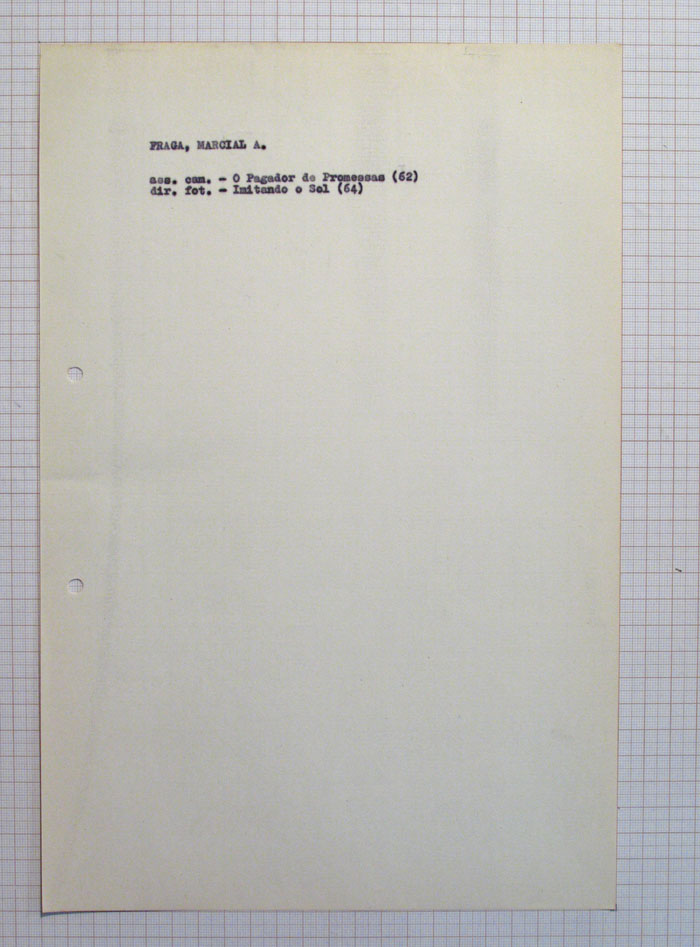 FRAGA, MARCIAL A.
ass. cam. - O Pagador de Promessas (62)
dir. fot. - Imitando o Sol (64)